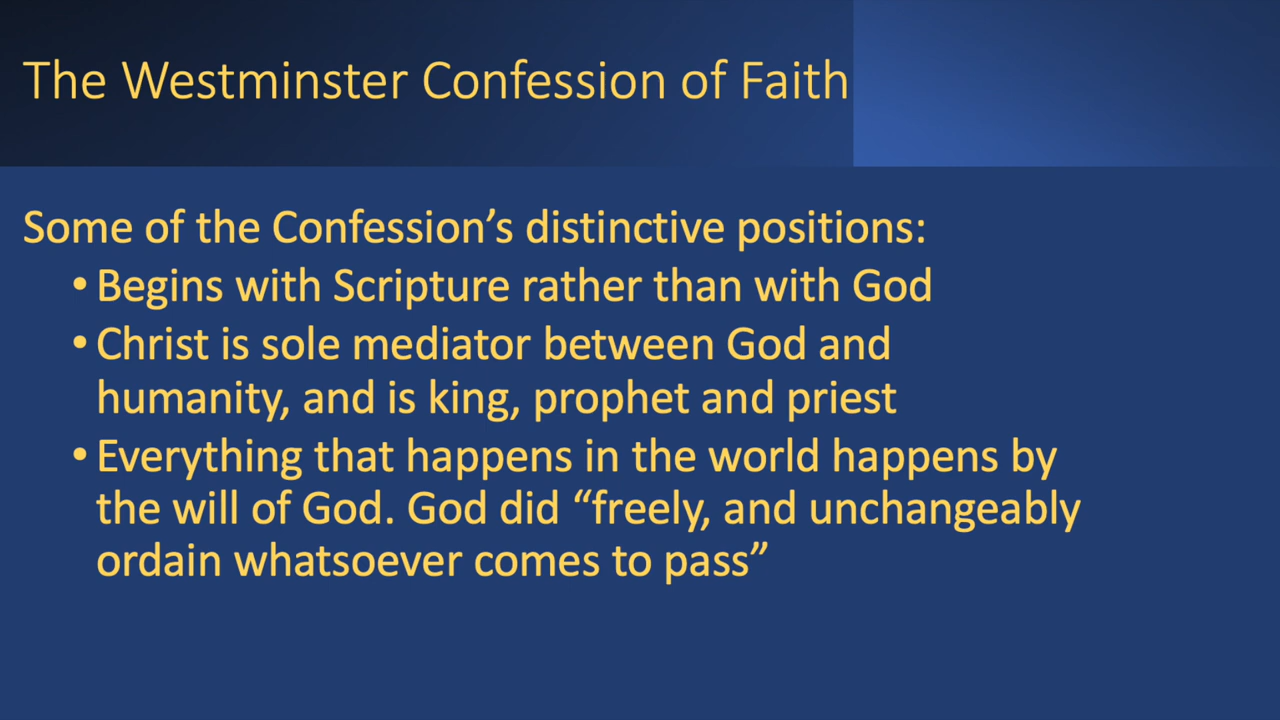 The Westminster Confession of Faith
Some of the Confession’s distinctive positions:
• Begins with Scripture rather than with God
• Christ is sole mediator between God and
humanity, and is king, prophet and priest
• Everything that happens in the world happens by
the will of God. God did “freely, and unchangeably
ordain whatsoever comes to pass”